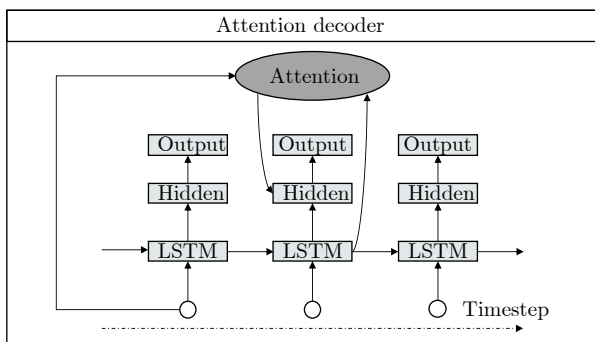 Attention decoder
Attention
Output Output Output
Hidden Hidden Hidden
LSTM LSTM LSTM
Timestep